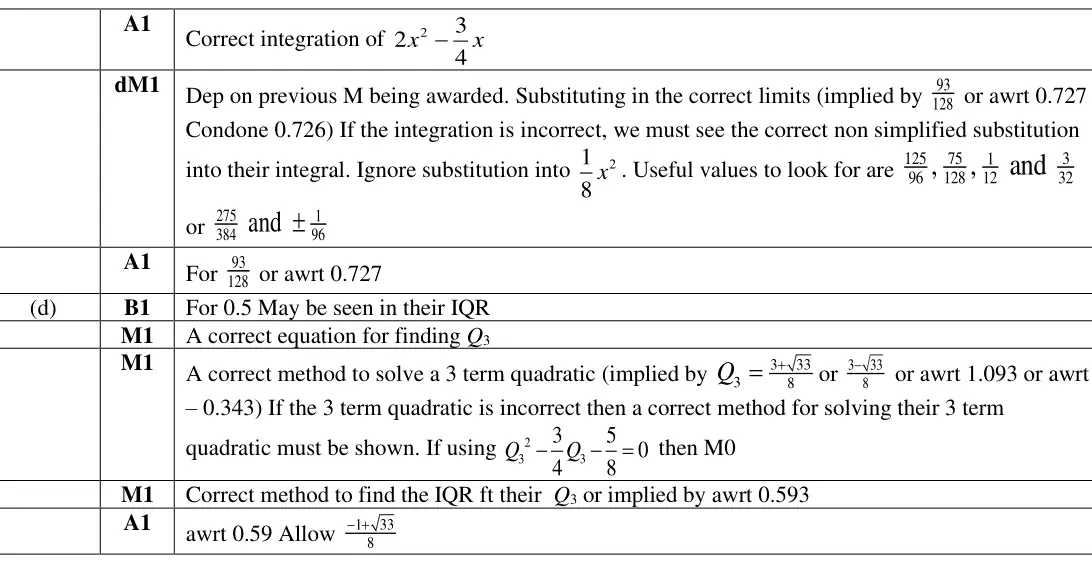 A1 Correct integration of 2x² − 3/4 x
dM1 Dep on previous M being awarded. Substituting in the correct limits (implied by 93/128 or awrt 0.727
Condone 0.726) If the integration is incorrect, we must see the correct non simplified substitution
into their integral. Ignore substitution into 1/8 x² . Useful values to look for are 125/96 , 75/128 , 1/12 and 3/32
or 275/384 and ± 1/96
A1 For 93/128 or awrt 0.727
(d) B1 For 0.5 May be seen in their IQR
M1 A correct equation for finding Q₃
M1 A correct method to solve a 3 term quadratic (implied by Q₃ = (3+√33)/8 or (3−√33)/8 or awrt 1.093 or awrt
– 0.343) If the 3 term quadratic is incorrect then a correct method for solving their 3 term
quadratic must be shown. If using Q₃² − 3/4 Q₃ − 5/8 = 0 then M0
M1 Correct method to find the IQR ft their Q₃ or implied by awrt 0.593
A1 awrt 0.59 Allow (−1+√33)/8